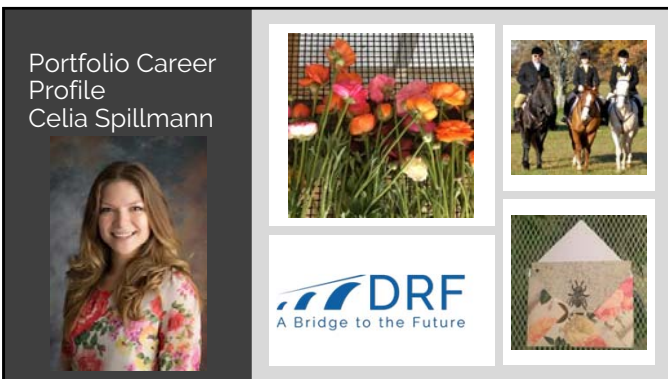 Portfolio Career
Profile
Celia Spillmann
DRF
A Bridge to the Future